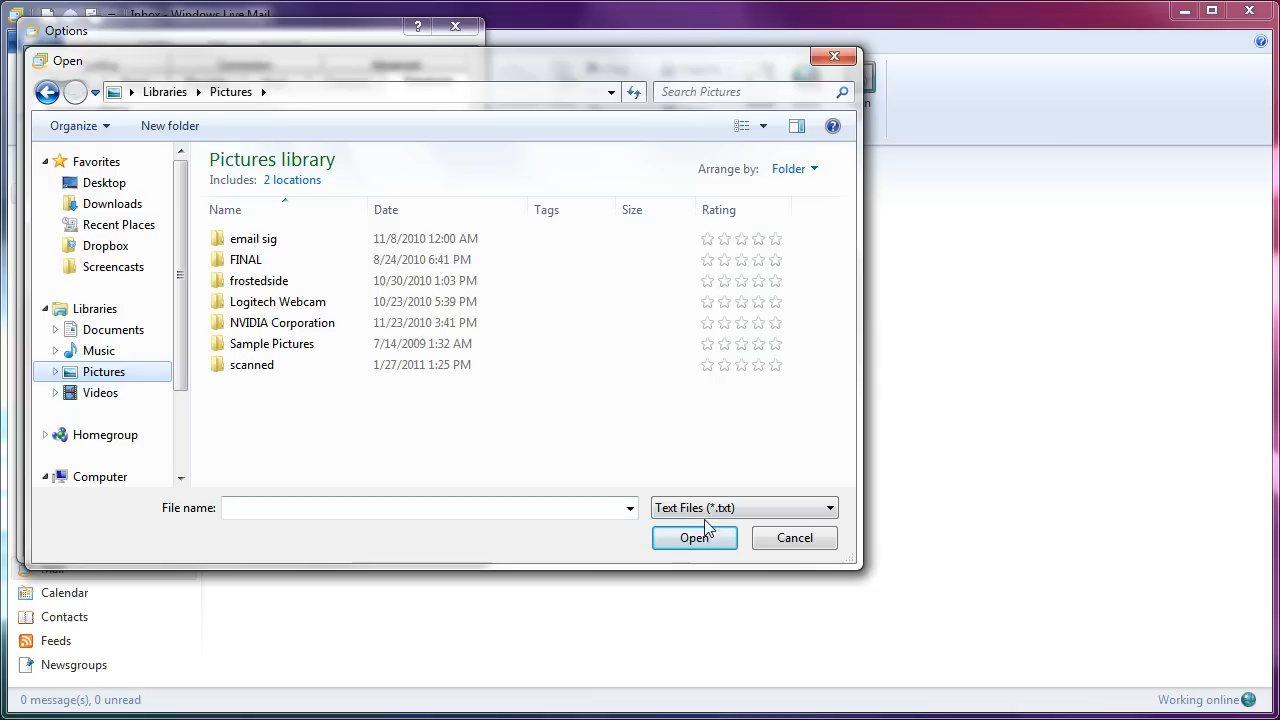 Inbox - Windows Live Mail
Options
Open
Libraries Pictures Search Pictures
Organize New folder
Pictures library
Includes: 2 locations
Arrange by: Folder
Name Date Tags Size Rating
email sig 11/8/2010 12:00 AM
FINAL 8/24/2010 6:41 PM
frostedside 10/30/2010 1:03 PM
Logitech Webcam 10/23/2010 5:39 PM
NVIDIA Corporation 11/23/2010 3:41 PM
Sample Pictures 7/14/2009 1:32 AM
scanned 1/27/2011 1:25 PM
Favorites
Desktop
Downloads
Recent Places
Dropbox
Screencasts
Libraries
Documents
Music
Pictures
Videos
Homegroup
Computer
File name: Text Files (*.txt)
Open Cancel
Mail
Calendar
Contacts
Feeds
Newsgroups
0 message(s), 0 unread Working online